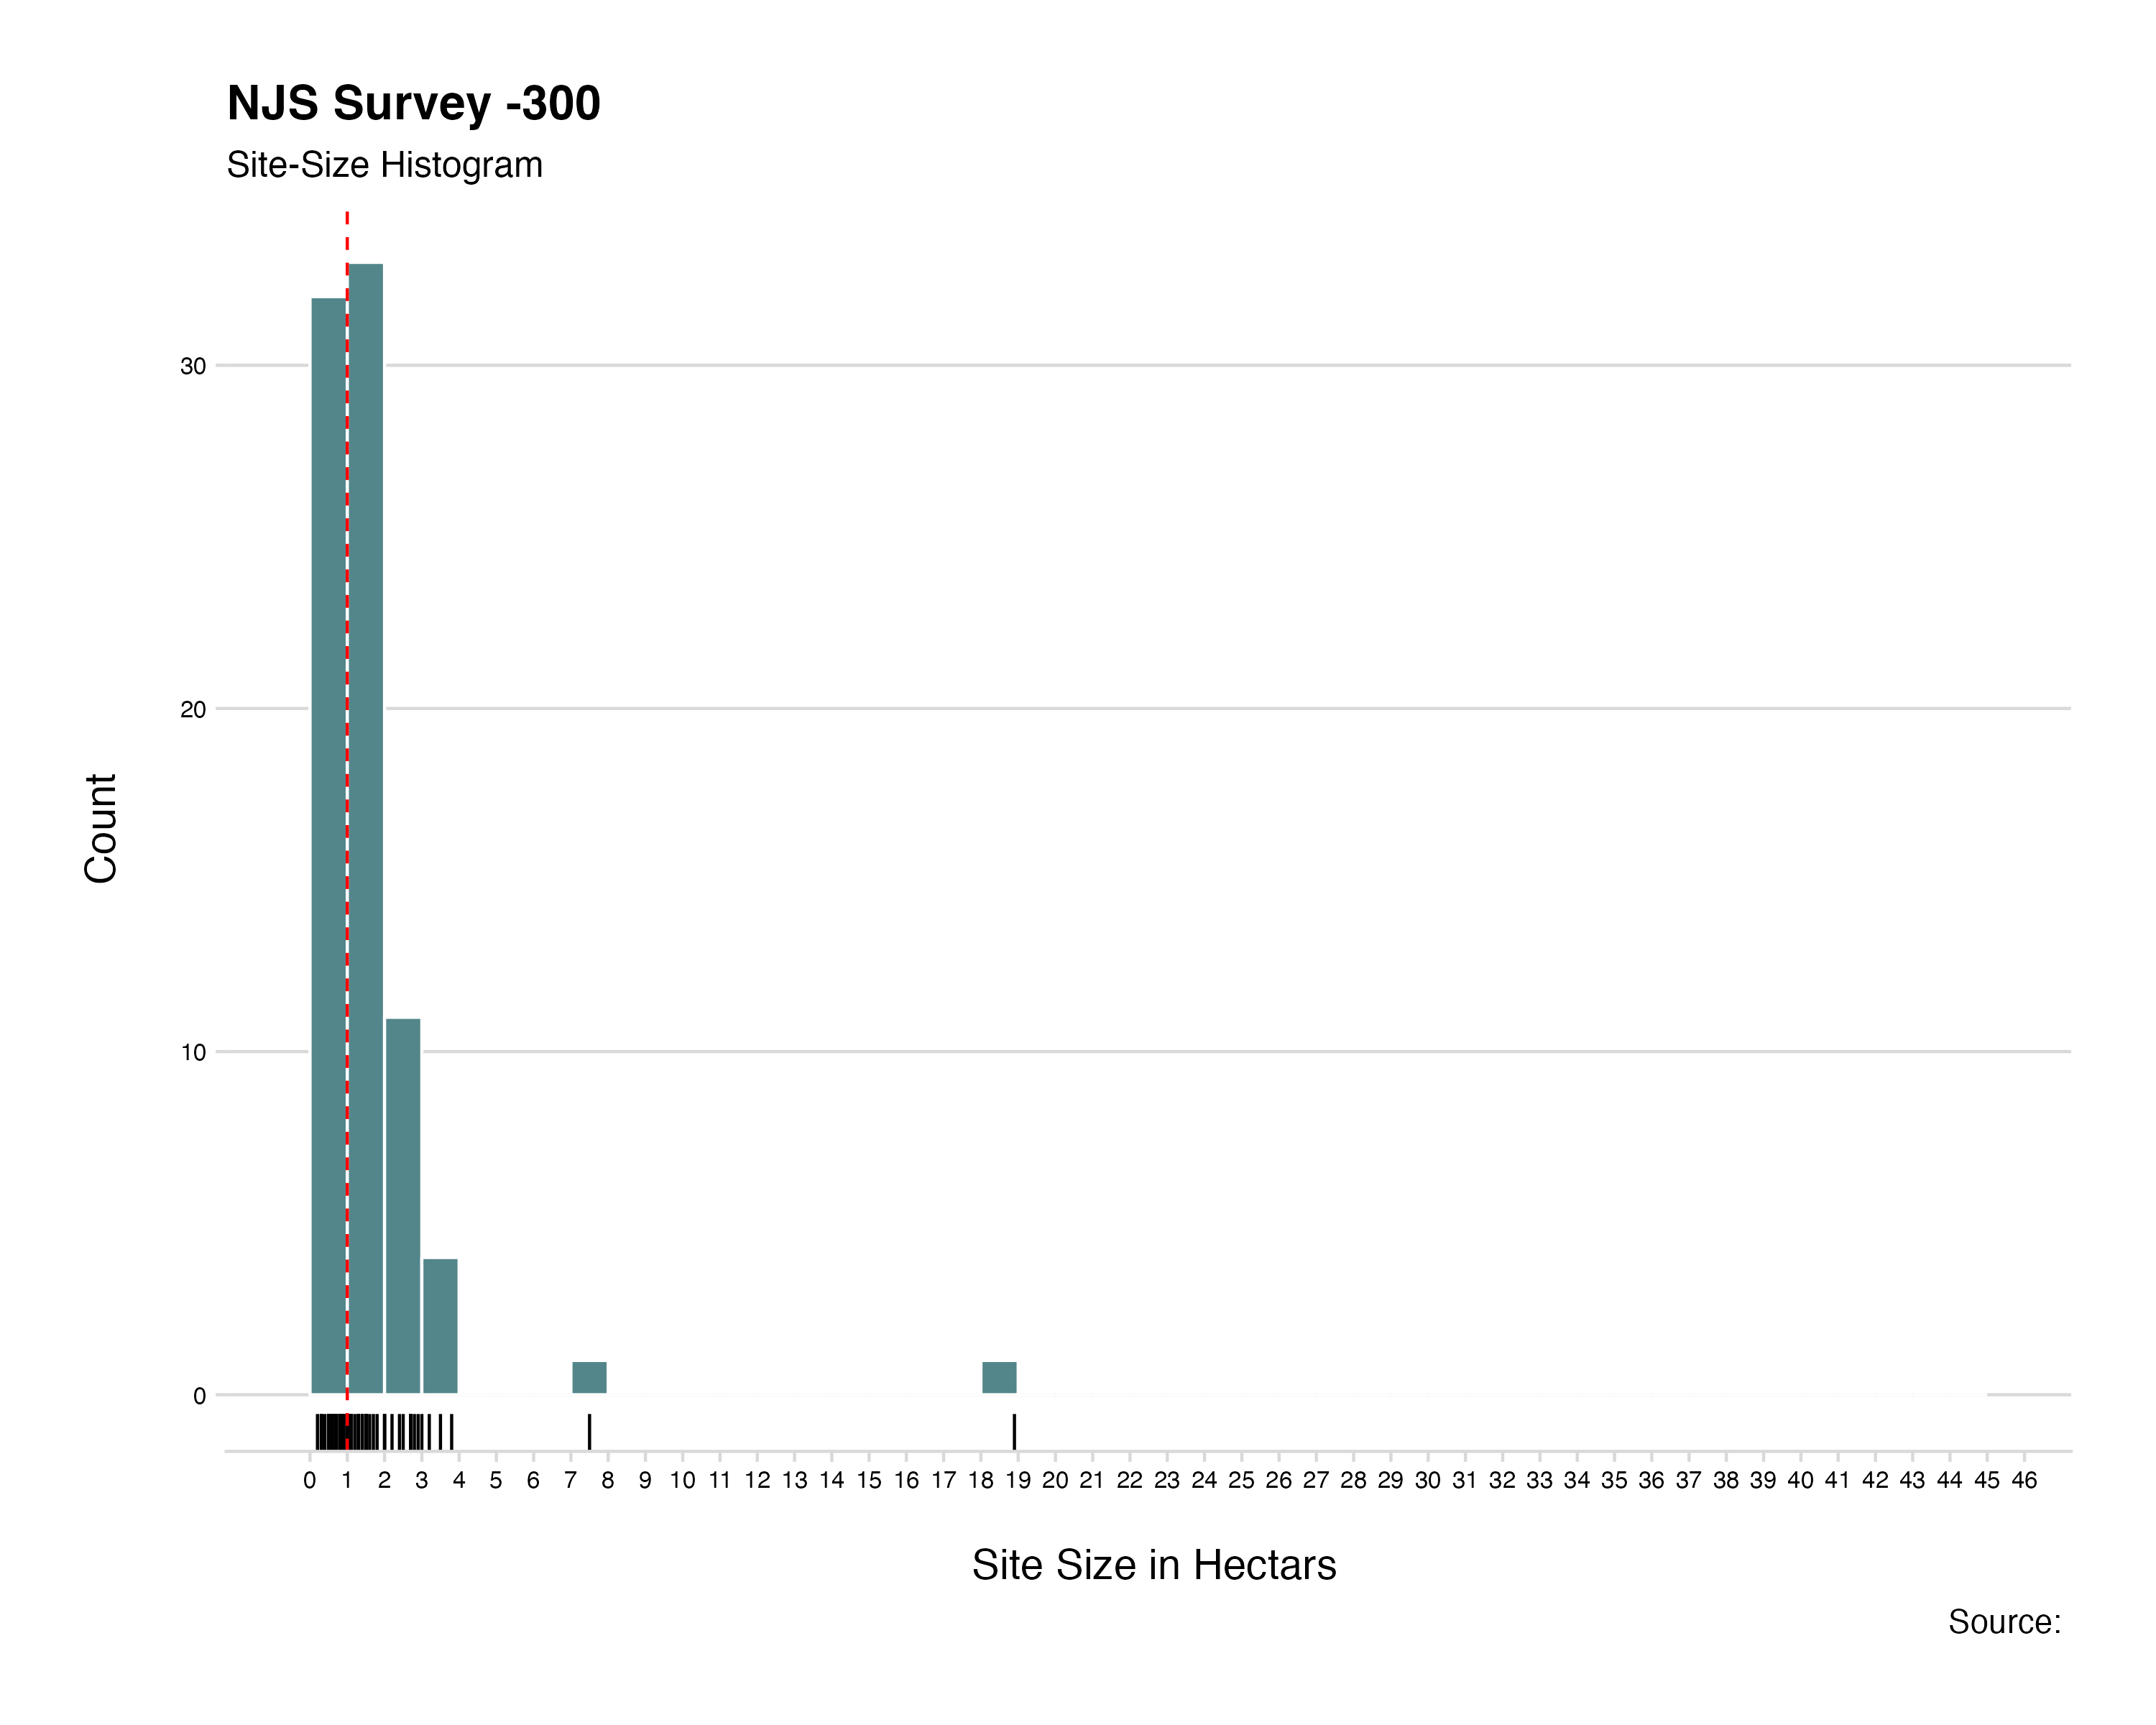 NJS Survey -300
Site-Size Histogram
30
20
10
0
Count
0 1 2 3 4 5 6 7 8 9 10 11 12 13 14 15 16 17 18 19 20 21 22 23 24 25 26 27 28 29 30 31 32 33 34 35 36 37 38 39 40 41 42 43 44 45 46
Site Size in Hectars
Source: